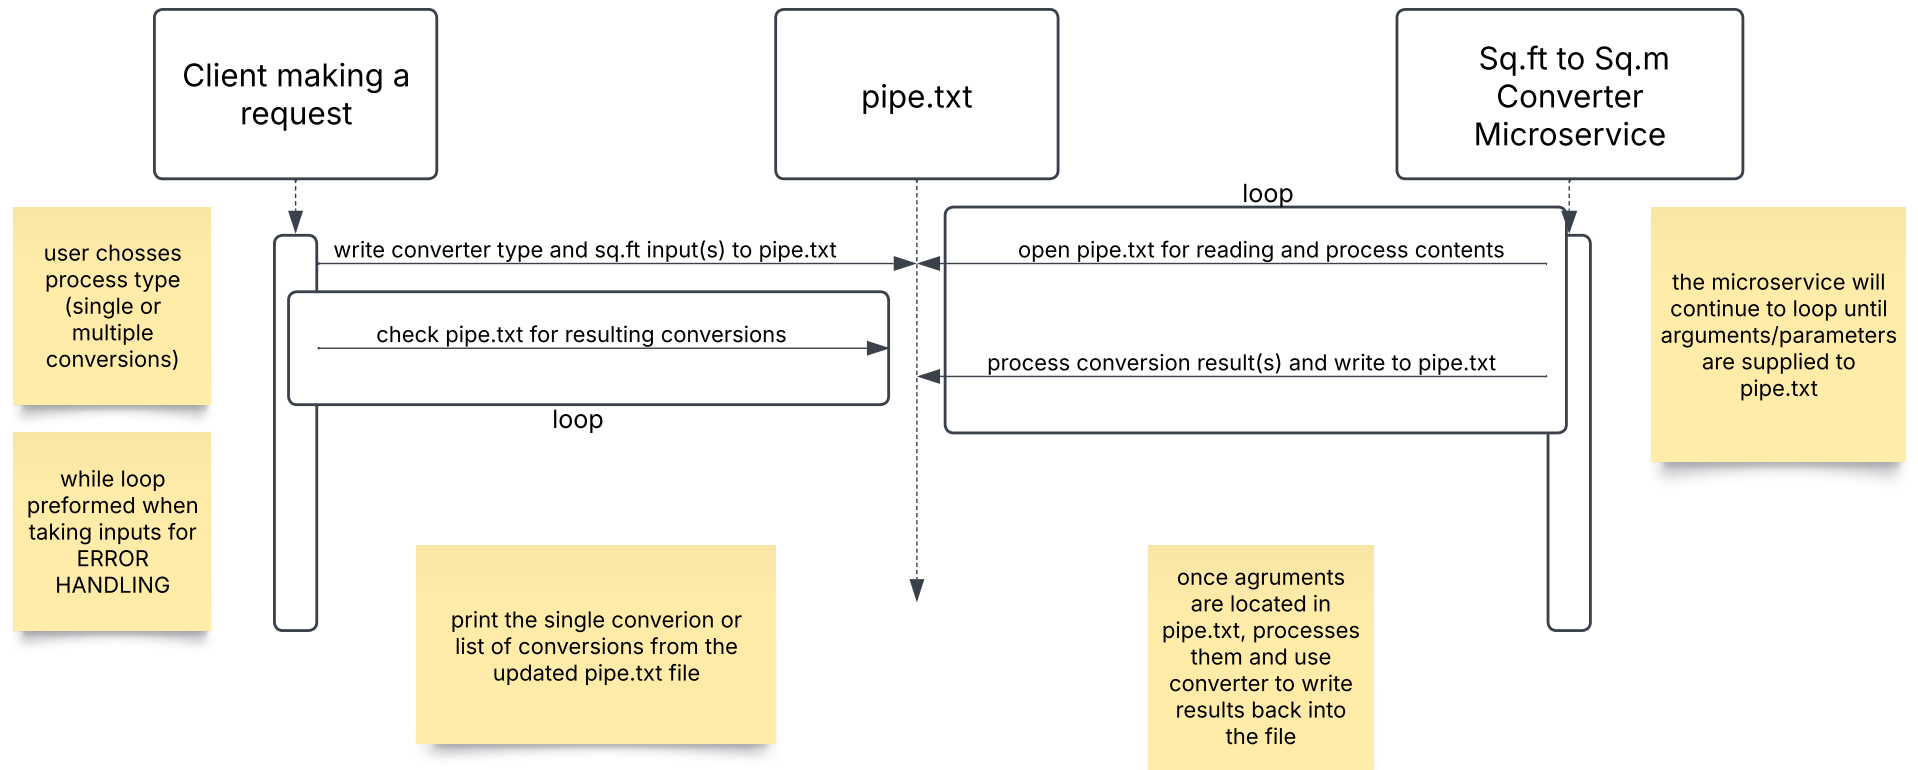 Client making a
request
pipe.txt
Sq.ft to Sq.m
Converter
Microservice
loop
user chosses
process type
(single or
multiple
conversions)
write converter type and sq.ft input(s) to pipe.txt
open pipe.txt for reading and process contents
the microservice will
continue to loop until
arguments/parameters
are supplied to
pipe.txt
check pipe.txt for resulting conversions
process conversion result(s) and write to pipe.txt
loop
while loop
preformed when
taking inputs for
ERROR
HANDLING
print the single converion or
list of conversions from the
updated pipe.txt file
once agruments
are located in
pipe.txt, processes
them and use
converter to write
results back into
the file